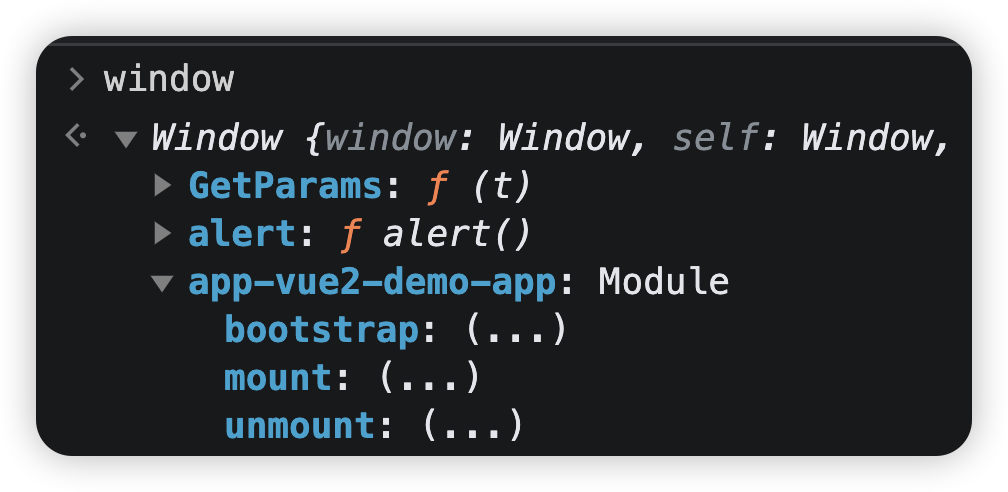 > window
<· ▼ Window {window: Window, self: Window,
▶ GetParams: ƒ (t)
▶ alert: ƒ alert()
▼ app-vue2-demo-app: Module
bootstrap: (...)
mount: (...)
unmount: (...)